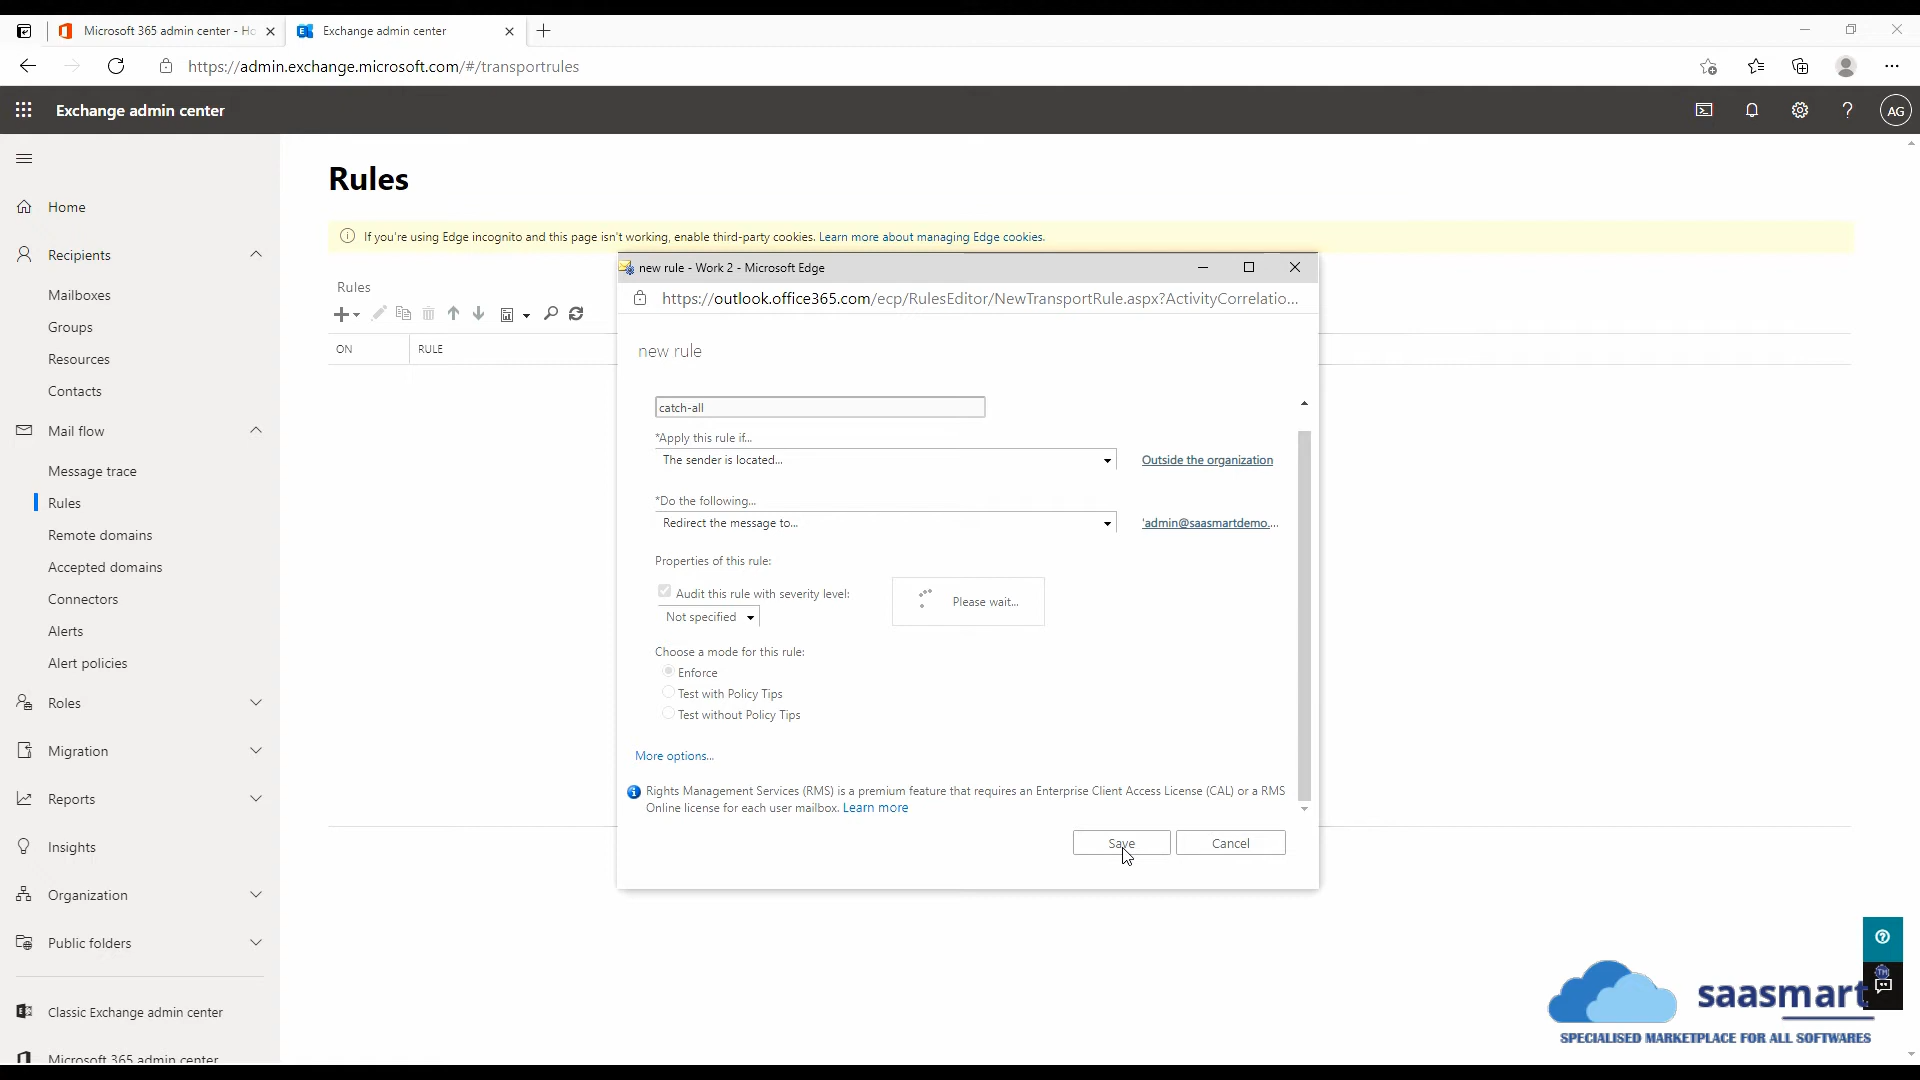 Microsoft 365 admin center - Ho
Exchange admin center
https://admin.exchange.microsoft.com/#/transportrules
Exchange admin center
AG
Home
Recipients
Mailboxes
Groups
Resources
Contacts
Mail flow
Message trace
Rules
Remote domains
Accepted domains
Connectors
Alerts
Alert policies
Roles
Migration
Reports
Insights
Organization
Public folders
Classic Exchange admin center
Microsoft 365 admin center
Rules
If you're using Edge incognito and this page isn't working, enable third-party cookies. Learn more about managing Edge cookies.
Rules
ON RULE
new rule - Work 2 - Microsoft Edge
https://outlook.office365.com/ecp/RulesEditor/NewTransportRule.aspx?ActivityCorrelatio...
new rule
catch-all
*Apply this rule if...
The sender is located... Outside the organization
*Do the following...
Redirect the message to... 'admin@saasmartdemo....
Properties of this rule:
Audit this rule with severity level:
Not specified
Please wait...
Choose a mode for this rule:
Enforce
Test with Policy Tips
Test without Policy Tips
More options...
Rights Management Services (RMS) is a premium feature that requires an Enterprise Client Access License (CAL) or a RMS
Online license for each user mailbox. Learn more
Save Cancel
TH
saasmart
SPECIALISED MARKETPLACE FOR ALL SOFTWARES